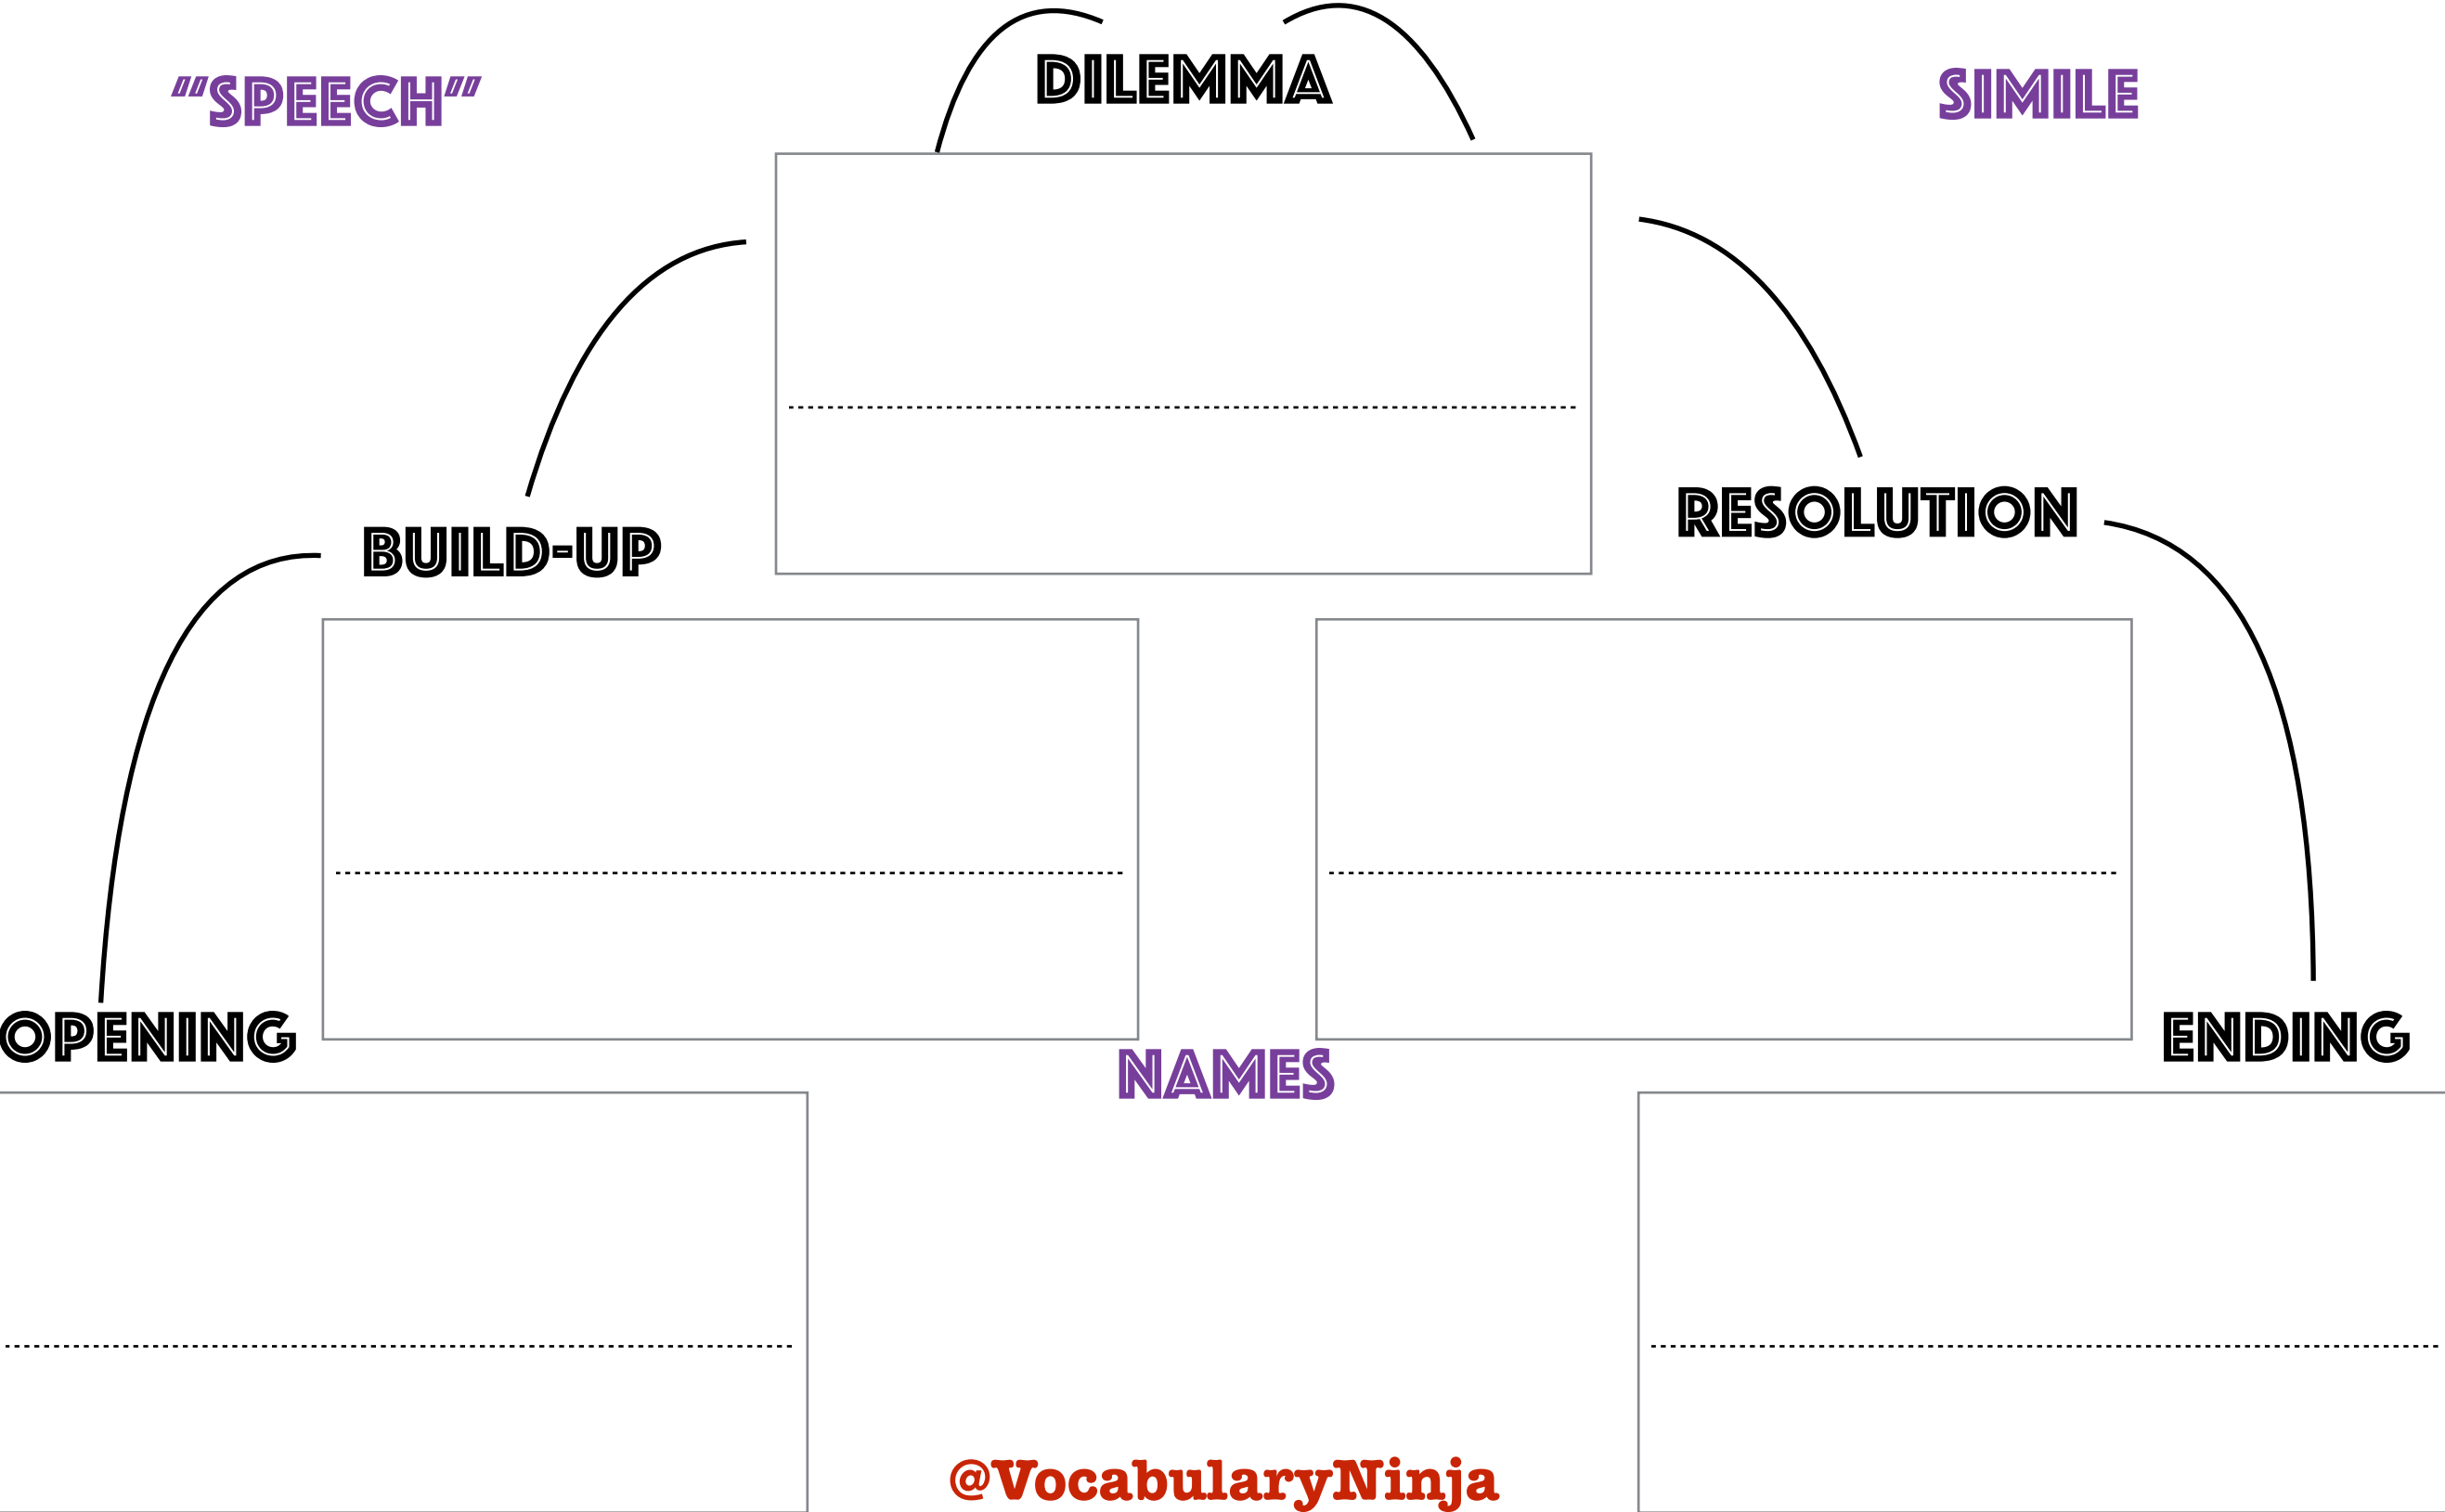 DILEMMA
"SPEECH"
SIMILE
RESOLUTION
BUILD-UP
OPENING
ENDING
NAMES
@VocabularyNinja